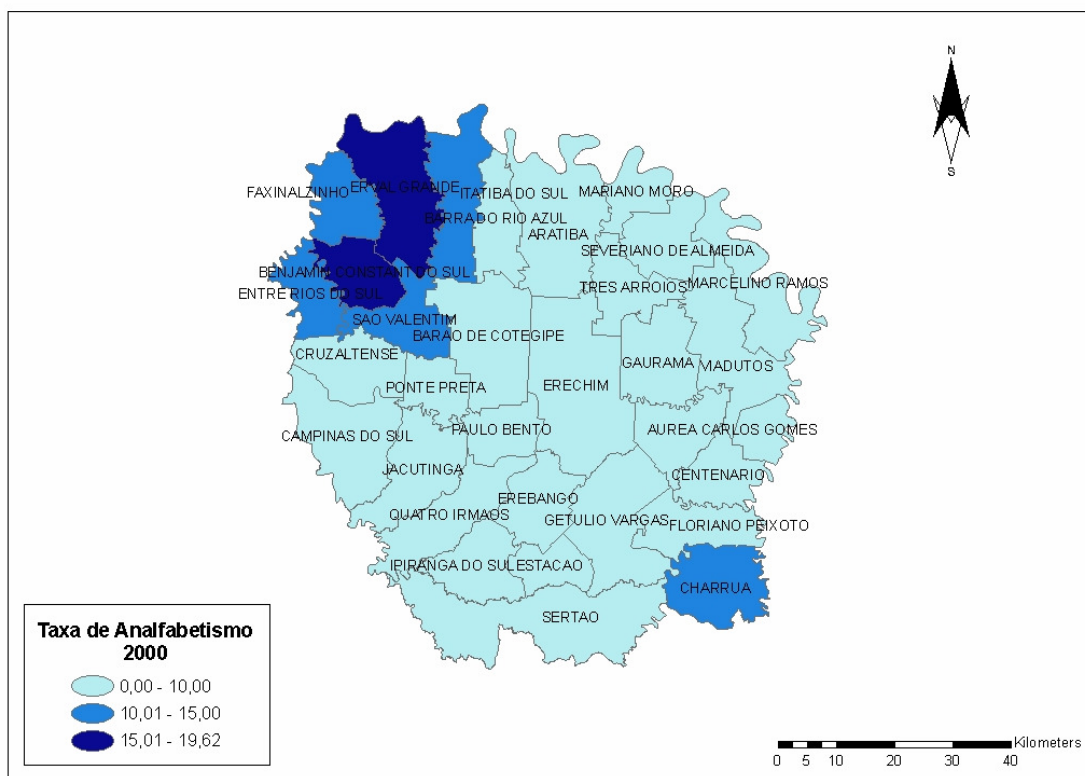 N
S
FAXINALZINHO
ERVAL GRANDE
ITATIBA DO SUL
MARIANO MORO
BARRA DO RIO AZUL
ARATIBA
SEVERIANO DE ALMEIDA
BENJAMIN CONSTANT DO SUL
TRES ARROIOS
MARCELINO RAMOS
ENTRE RIOS DO SUL
SAO VALENTIM
BARAO DE COTEGIPE
CRUZALTENSE
GAURAMA
VIADUTOS
PONTE PRETA
ERECHIM
CAMPINAS DO SUL
PAULO BENTO
AUREA
CARLOS GOMES
JACUTINGA
CENTENARIO
EREBANGO
QUATRO IRMAOS
GETULIO VARGAS
FLORIANO PEIXOTO
IPIRANGA DO SUL
ESTACAO
CHARRUA
SERTAO
Taxa de Analfabetismo
2000
0,00 - 10,00
10,01 - 15,00
15,01 - 19,62
Kilometers
0 5 10 20 30 40